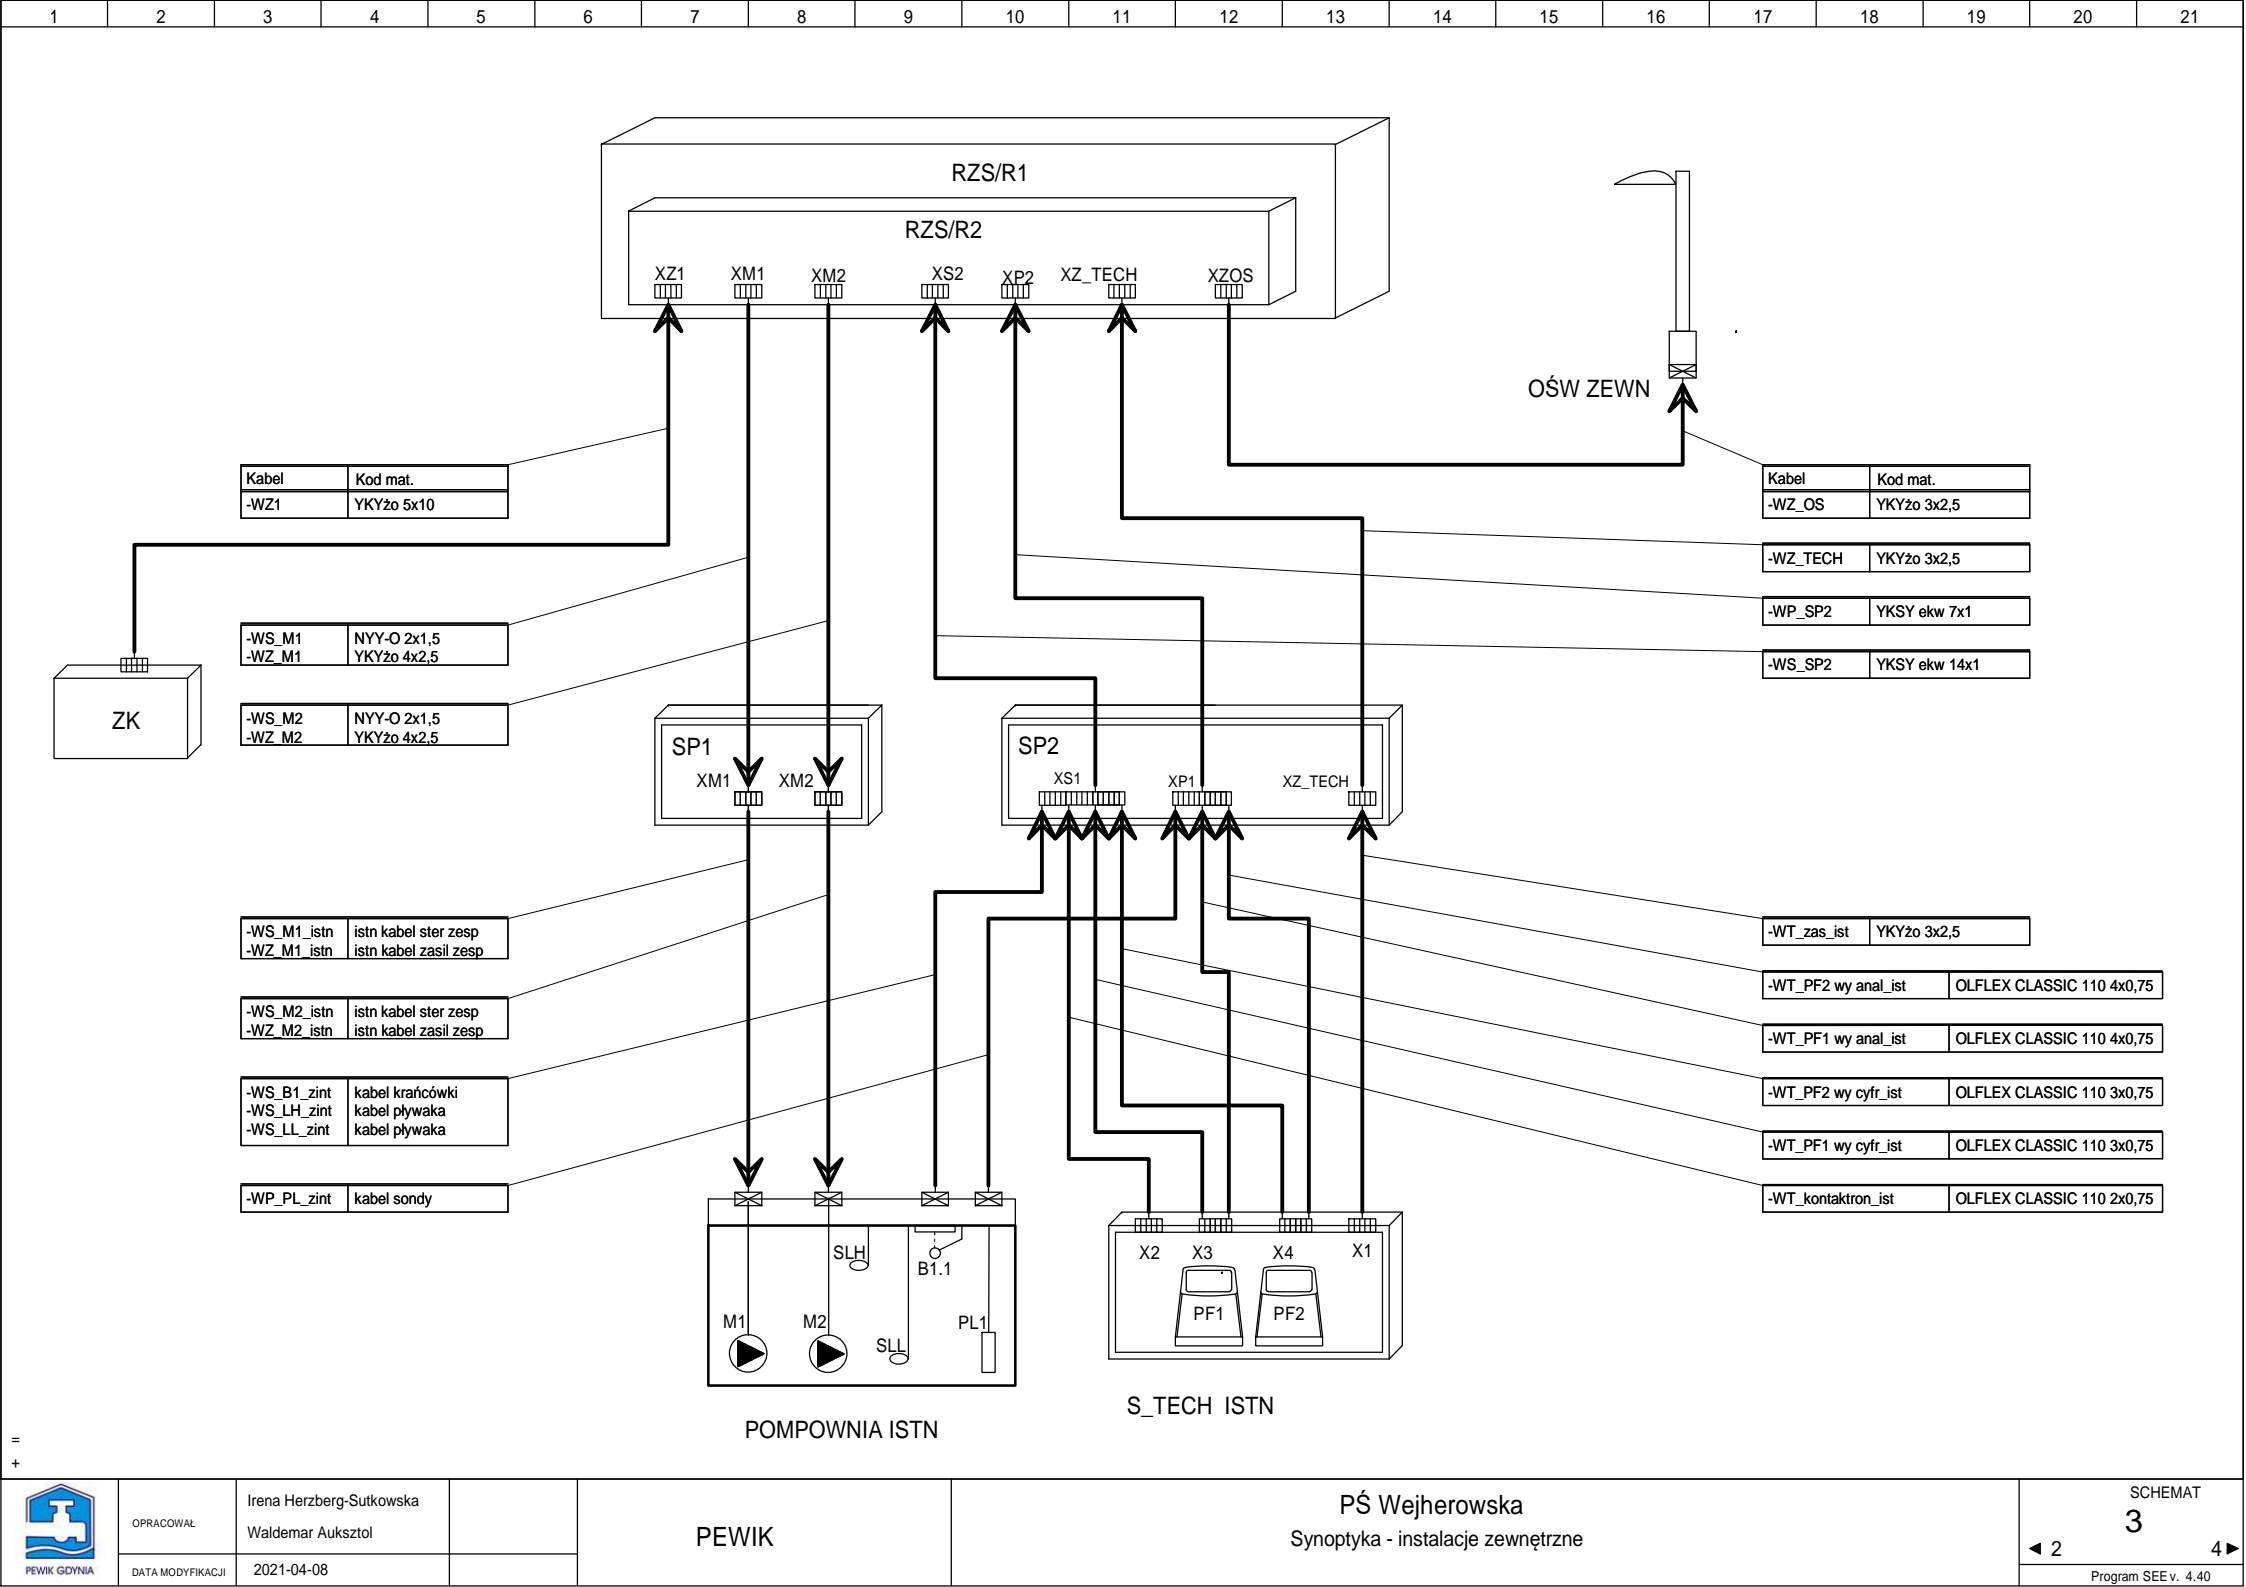 1 2 3 4 5 6 7 8 9 10 11 12 13 14 15 16 17 18 19 20 21
RZS/R1
RZS/R2
XZ1 XM1 XM2 XS2 XP2 XZ_TECH XZOS
OŚW ZEWN
Kabel Kod mat.
-WZ1 YKYżo 5x10
Kabel Kod mat.
-WZ_OS YKYżo 3x2,5
-WZ_TECH YKYżo 3x2,5
-WP_SP2 YKSY ekw 7x1
-WS_SP2 YKSY ekw 14x1
-WS_M1 NYY-O 2x1,5
-WZ_M1 YKYżo 4x2,5
-WS_M2 NYY-O 2x1,5
-WZ_M2 YKYżo 4x2,5
ZK
SP1
XM1 XM2
SP2
XS1 XP1 XZ_TECH
-WS_M1_istn istn kabel ster zesp
-WZ_M1_istn istn kabel zasil zesp
-WS_M2_istn istn kabel ster zesp
-WZ_M2_istn istn kabel zasil zesp
-WS_B1_zint kabel krańcówki
-WS_LH_zint kabel pływaka
-WS_LL_zint kabel pływaka
-WP_PL_zint kabel sondy
-WT_zas_ist YKYżo 3x2,5
-WT_PF2 wy anal_ist OLFLEX CLASSIC 110 4x0,75
-WT_PF1 wy anal_ist OLFLEX CLASSIC 110 4x0,75
-WT_PF2 wy cyfr_ist OLFLEX CLASSIC 110 3x0,75
-WT_PF1 wy cyfr_ist OLFLEX CLASSIC 110 3x0,75
-WT_kontaktron_ist OLFLEX CLASSIC 110 2x0,75
SLH B1.1
M1 M2 SLL PL1
POMPOWNIA ISTN
X2 X3 X4 X1
PF1 PF2
S_TECH ISTN
=
+
PEWIK GDYNIA
OPRACOWAŁ
Irena Herzberg-Sutkowska
Waldemar Auksztol
DATA MODYFIKACJI 2021-04-08
PEWIK
PŚ Wejherowska
Synoptyka - instalacje zewnętrzne
SCHEMAT
3
◄ 2 4 ►
Program SEE v. 4.40